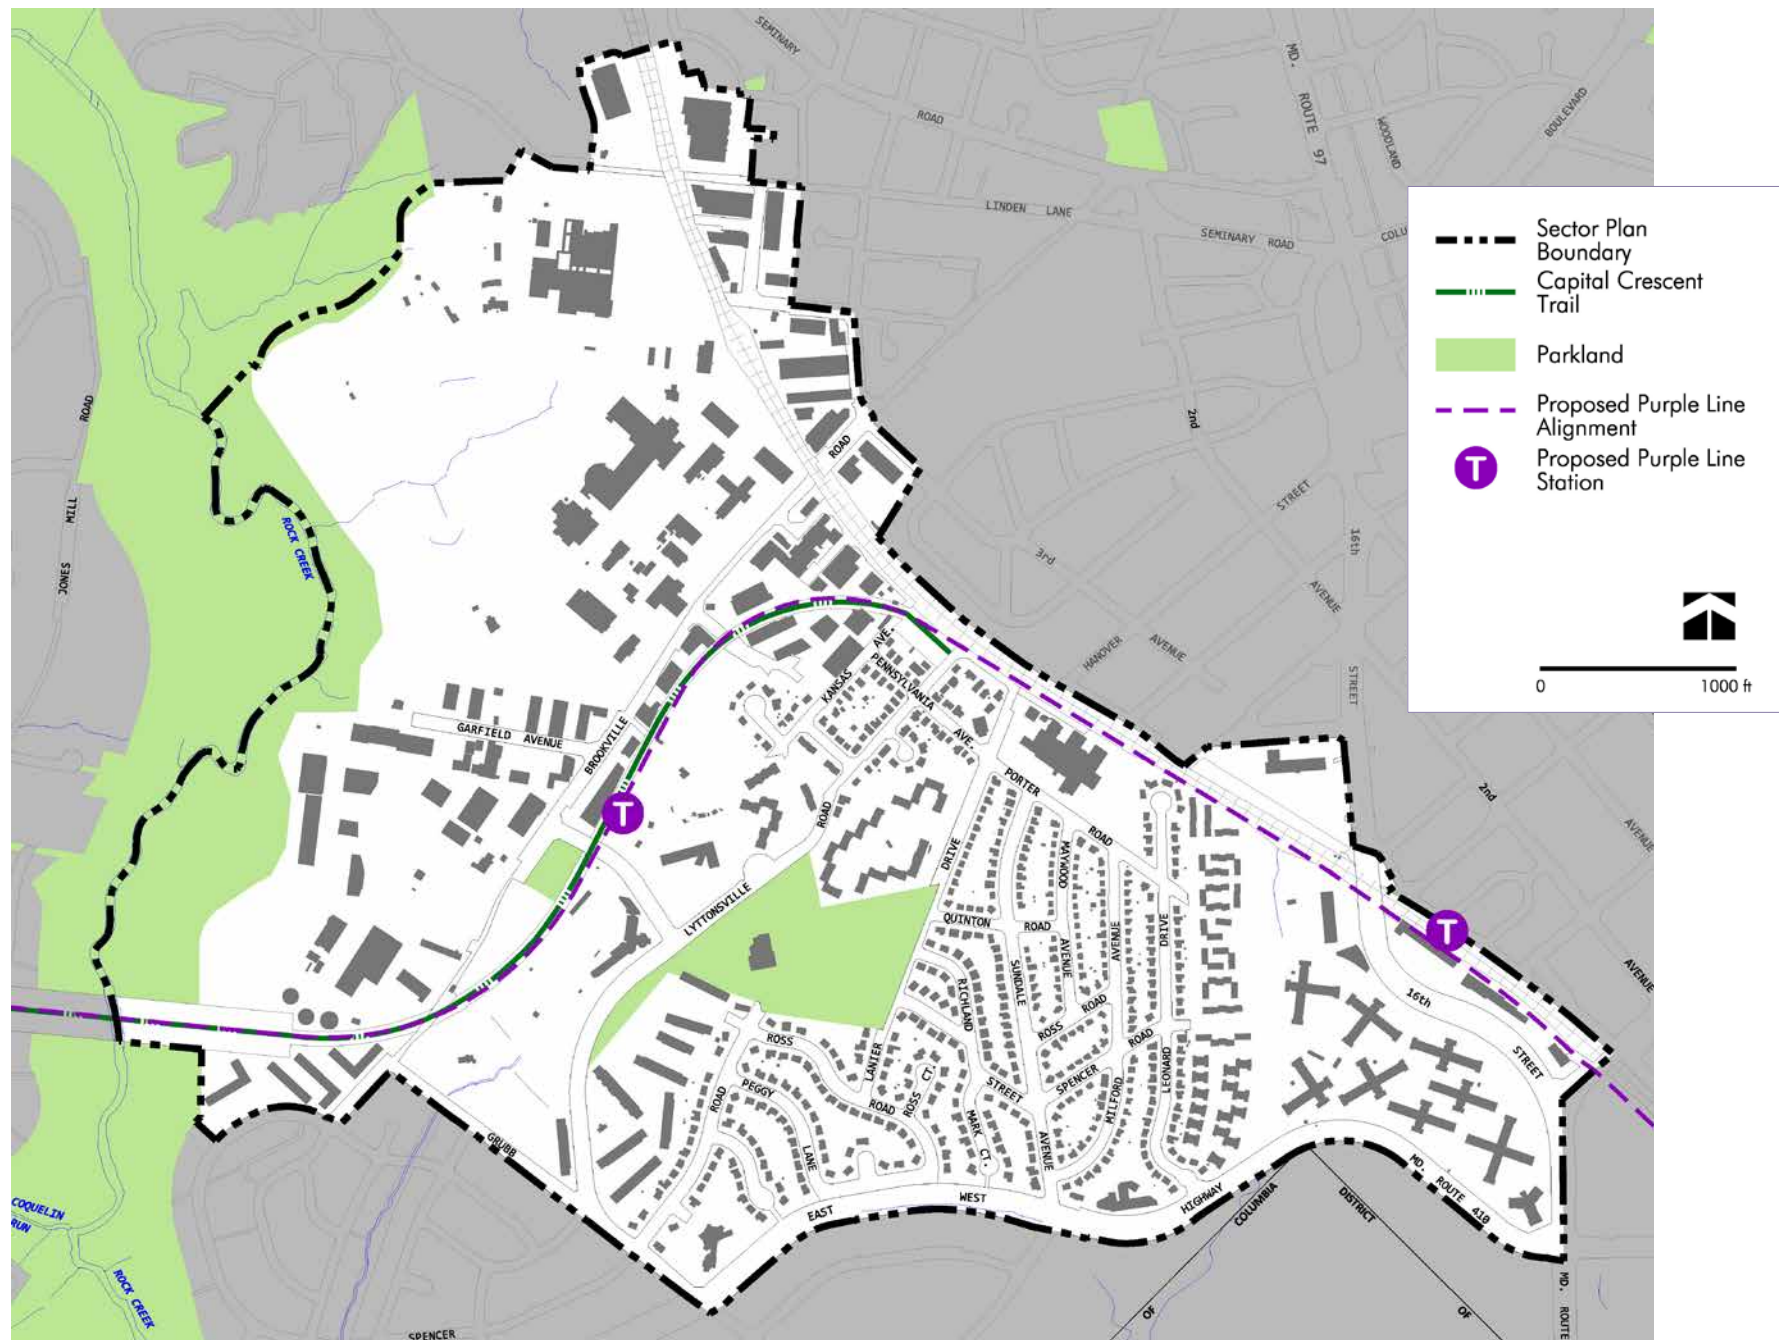 SEMINARY
ROAD
MD. ROUTE 97
WOODLAND
BOULEVARD
LINDEN LANE
SEMINARY ROAD
COLU
Sector Plan
Boundary
Capital Crescent
Trail
Parkland
Proposed Purple Line
Alignment
T
Proposed Purple Line
Station
0
1000 ft
JONES MILL ROAD
ROCK CREEK
ROAD
2nd
STREET
16th
3rd
AVENUE
HANOVER AVENUE
STREET
2nd
AVENUE
AVENUE
KANSAS AVE.
PENNSYLVANIA AVE.
GARFIELD AVENUE
BROOKVILLE
T
PORTER ROAD
LYTTONSVILLE ROAD
DRIVE
MAYWOOD
AVENUE
QUINTON ROAD
SUNDALE
AVENUE
DRIVE
RICHLAND
STREET
ROSS ROAD
SPENCER ROAD
MILFORD
AVENUE
LEONARD
LANIER
ROSS
ROAD
ROSS CT.
PEGGY
LANE
ROAD
MARK CT.
GRUBB
EAST
WEST
HIGHWAY
MD. ROUTE 410
T
16th
STREET
COQUELIN
RUN
ROCK CREEK
SPENCER
DISTRICT
OF
COLUMBIA
OF
MD. ROUTE